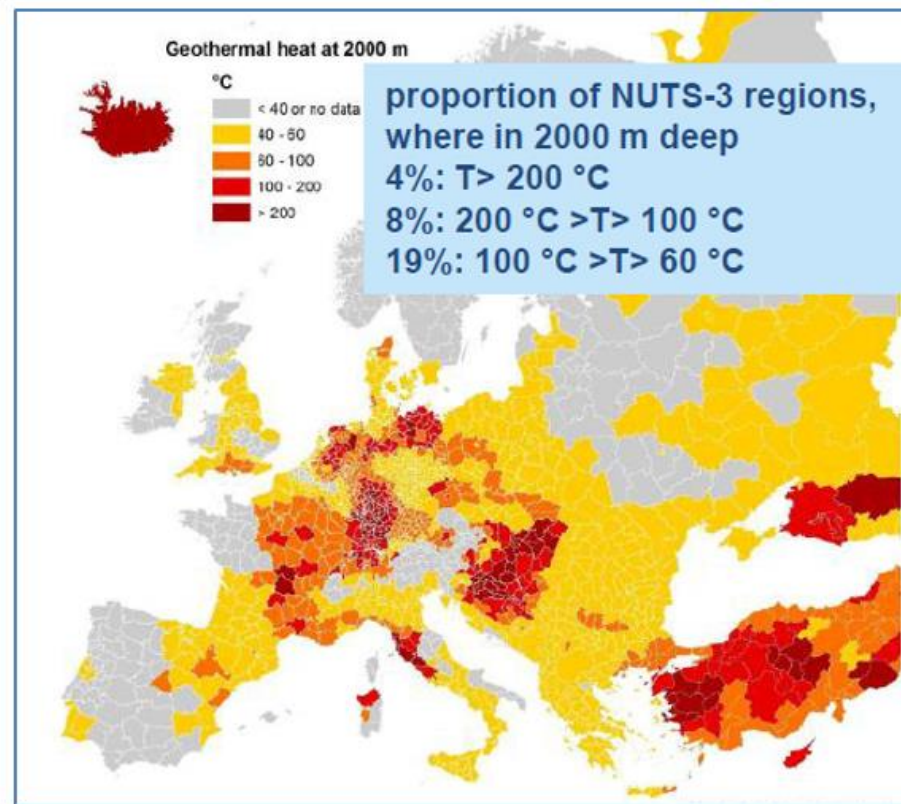 Geothermal heat at 2000 m
°C
< 40 or no data
40 - 60
60 - 100
100 - 200
> 200
proportion of NUTS-3 regions,
where in 2000 m deep
4%: T> 200 °C
8%: 200 °C >T> 100 °C
19%: 100 °C >T> 60 °C